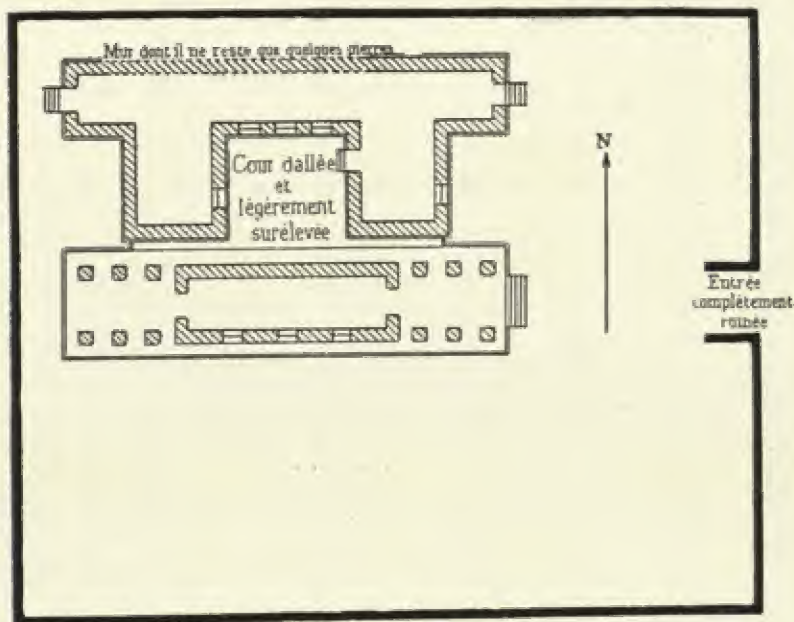 Mur dont il ne reste que quelques pierres
Cour dallée
et
légèrement
surélevée
N
Entrée
complètement
ruinée